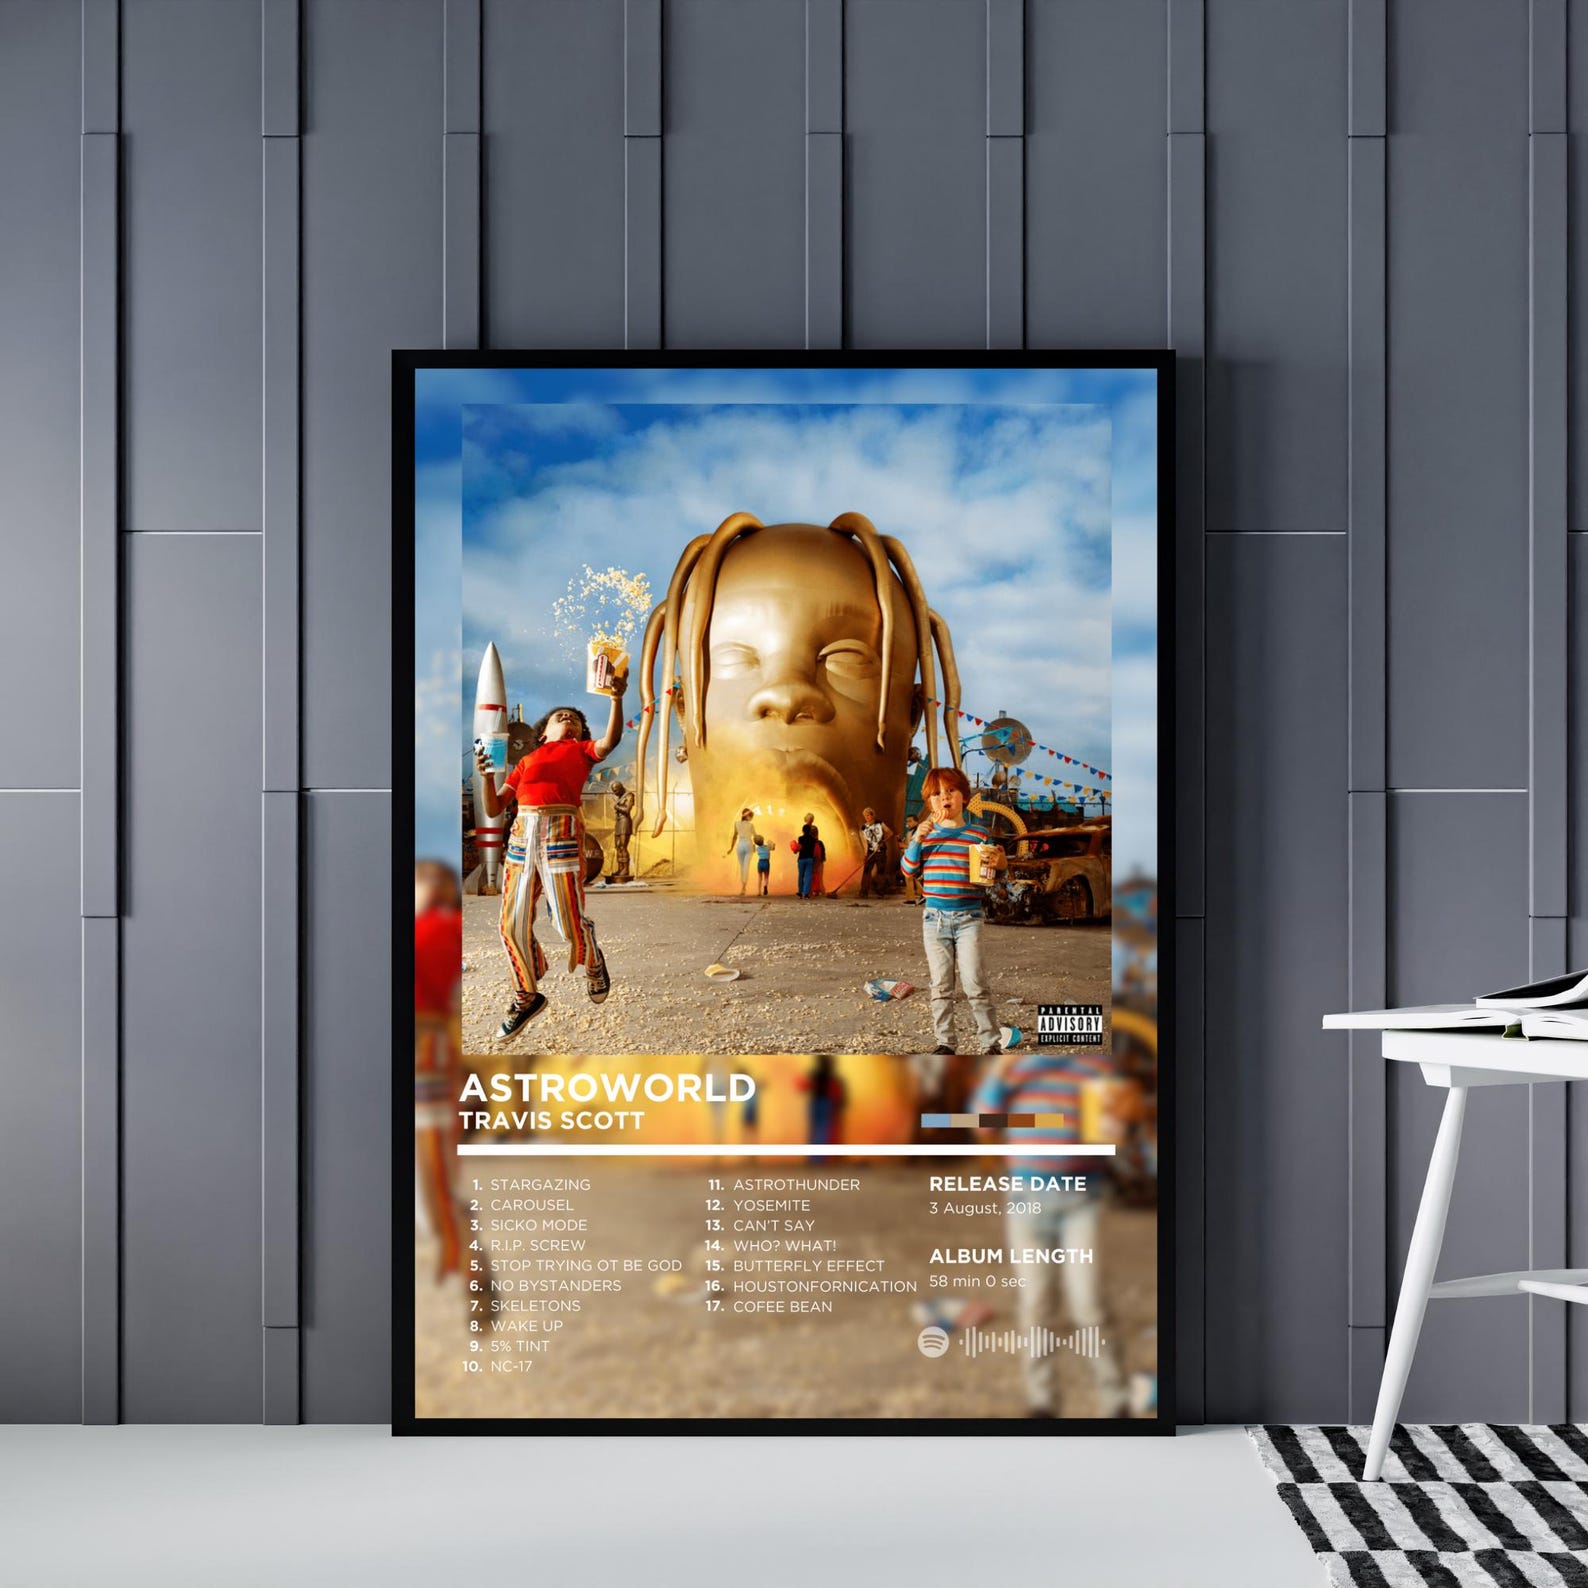 PARENTAL
ADVISORY
EXPLICIT CONTENT
ASTROWORLD
TRAVIS SCOTT
1. STARGAZING
2. CAROUSEL
3. SICKO MODE
4. R.I.P. SCREW
5. STOP TRYING OT BE GOD
6. NO BYSTANDERS
7. SKELETONS
8. WAKE UP
9. 5% TINT
10. NC-17
11. ASTROTHUNDER
12. YOSEMITE
13. CAN'T SAY
14. WHO? WHAT!
15. BUTTERFLY EFFECT
16. HOUSTONFORNICATION
17. COFEE BEAN
RELEASE DATE
3 August, 2018
ALBUM LENGTH
58 min 0 sec